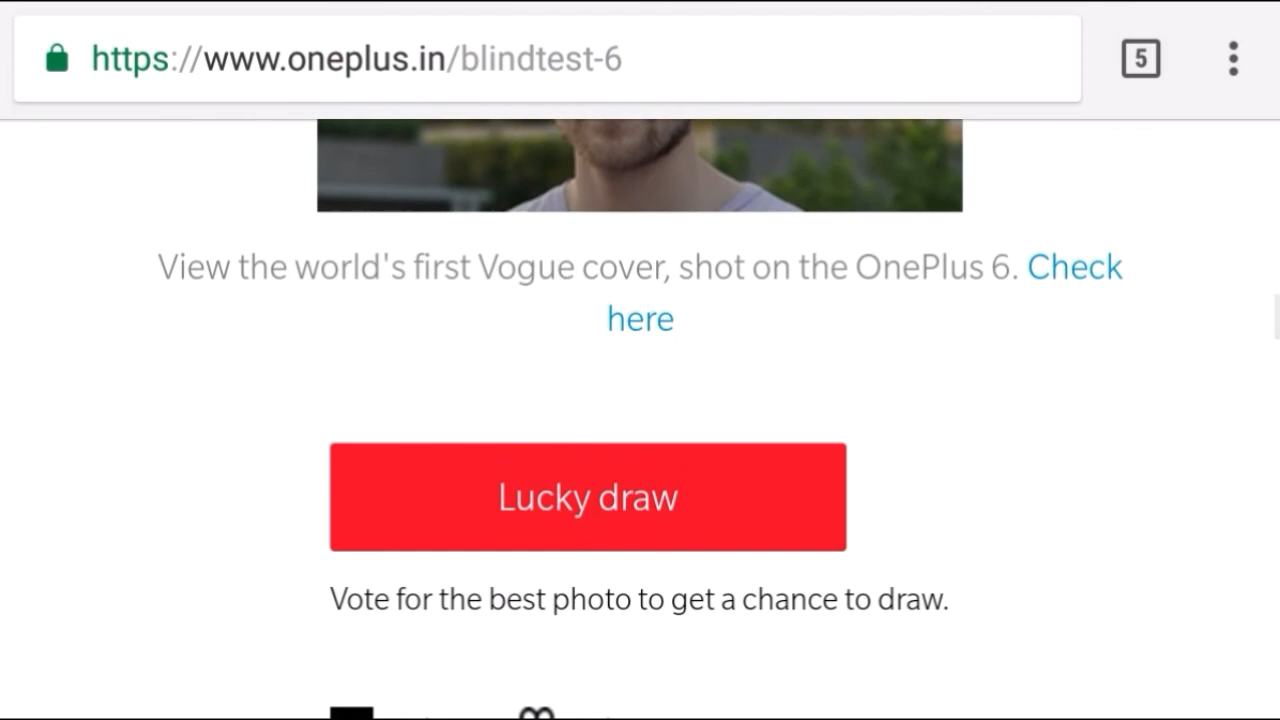 https://www.oneplus.in/blindtest-6
5
View the world's first Vogue cover, shot on the OnePlus 6. Check
here
Lucky draw
Vote for the best photo to get a chance to draw.